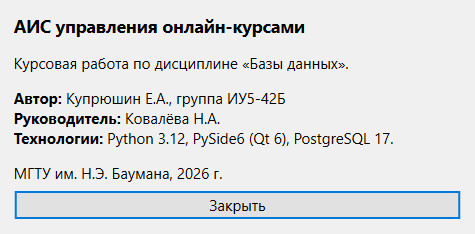 АИС управления онлайн-курсами
Курсовая работа по дисциплине «Базы данных».
Автор: Купрюшин Е.А., группа ИУ5-42Б
Руководитель: Ковалёва Н.А.
Технологии: Python 3.12, PySide6 (Qt 6), PostgreSQL 17.
МГТУ им. Н.Э. Баумана, 2026 г.
Закрыть